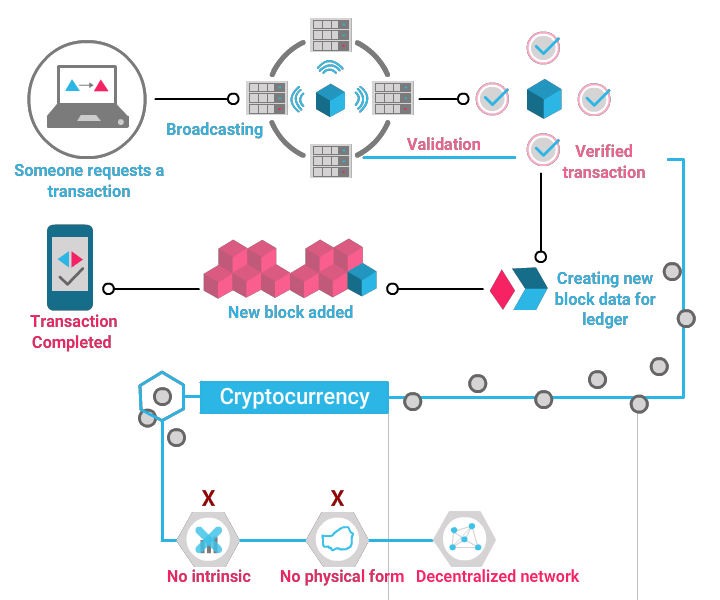 Broadcasting
Someone requests a
transaction
Validation
Verified
transaction
Creating new
block data for
ledger
New block added
Transaction
Completed
Cryptocurrency
X
X
No intrinsic
No physical form
Decentralized network